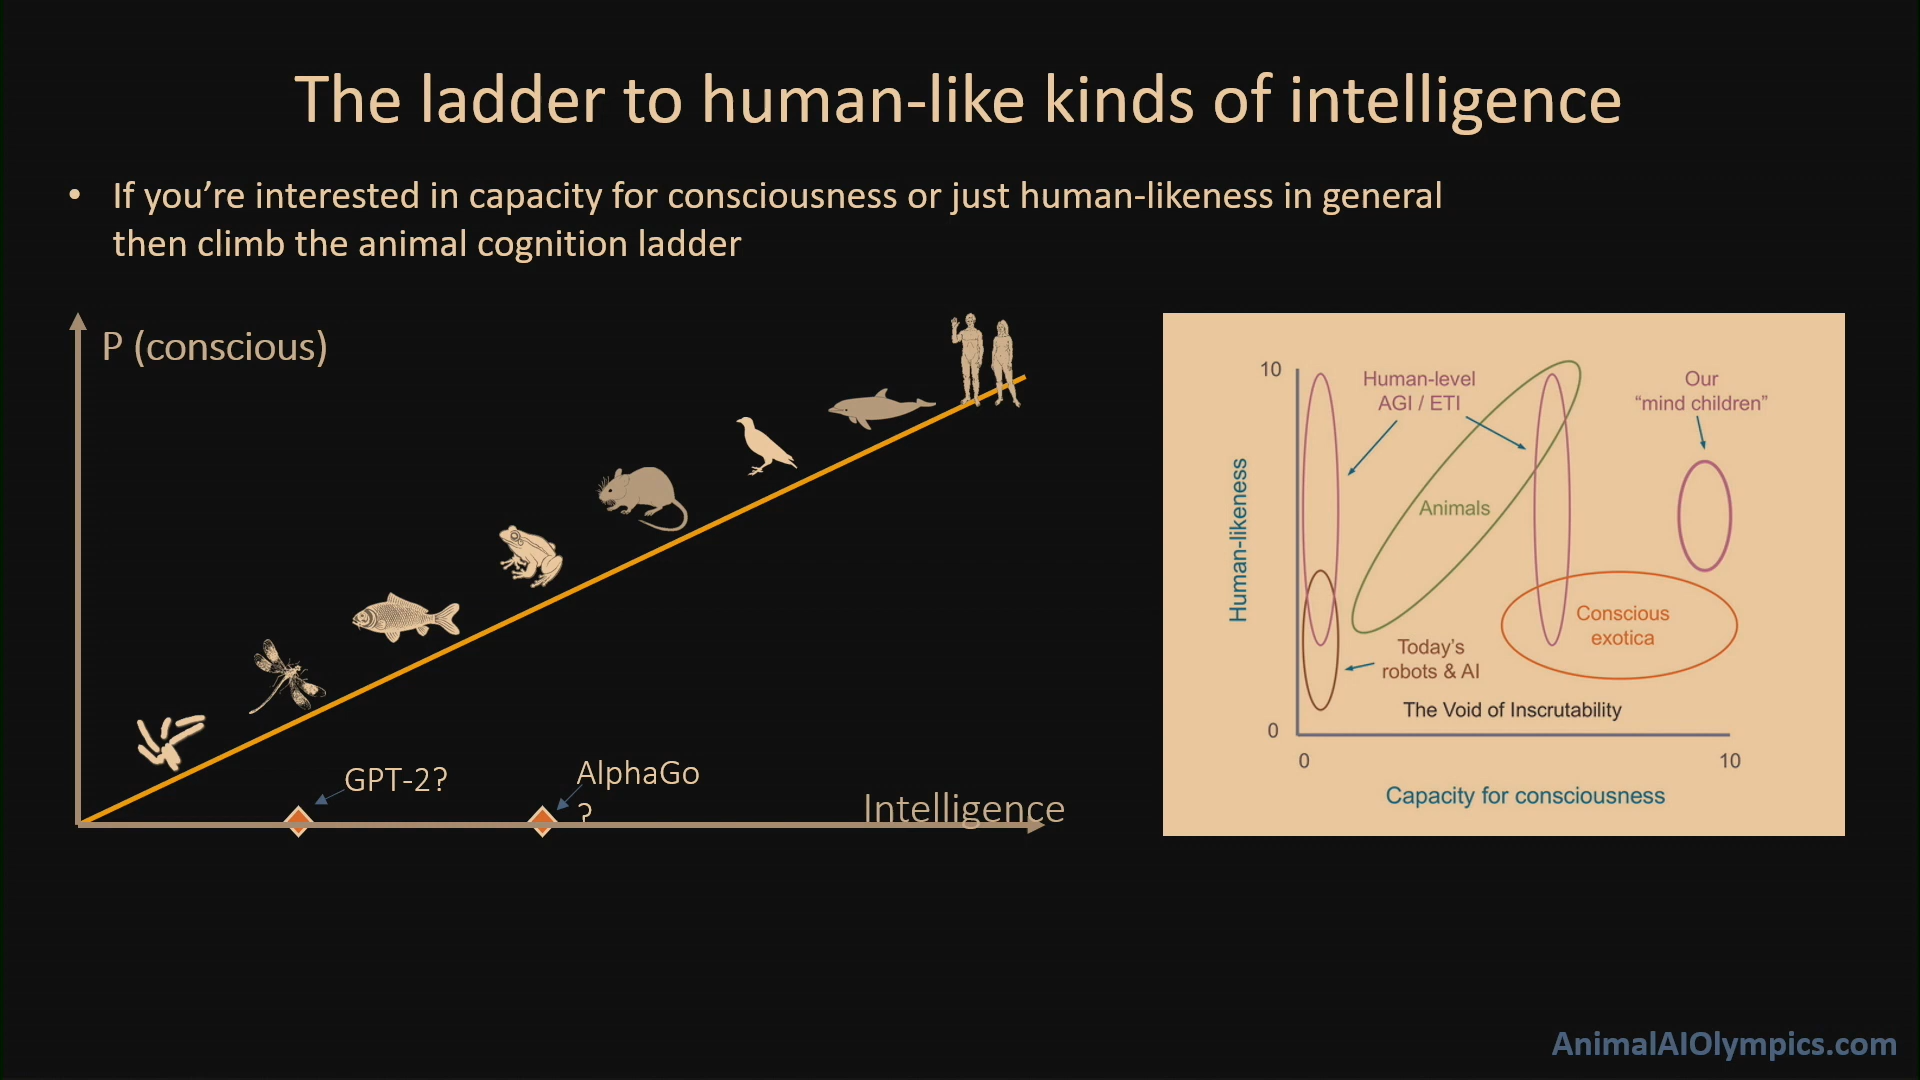 The ladder to human-like kinds of intelligence
• If you’re interested in capacity for consciousness or just human-likeness in general
then climb the animal cognition ladder
P (conscious)
GPT-2?
AlphaGo
?
Intelligence
10
Human-level
AGI / ETI
Our
“mind children”
Human-likeness
Animals
Conscious
exotica
Today’s
robots & AI
The Void of Inscrutability
0
0
10
Capacity for consciousness
AnimalAIOlympics.com